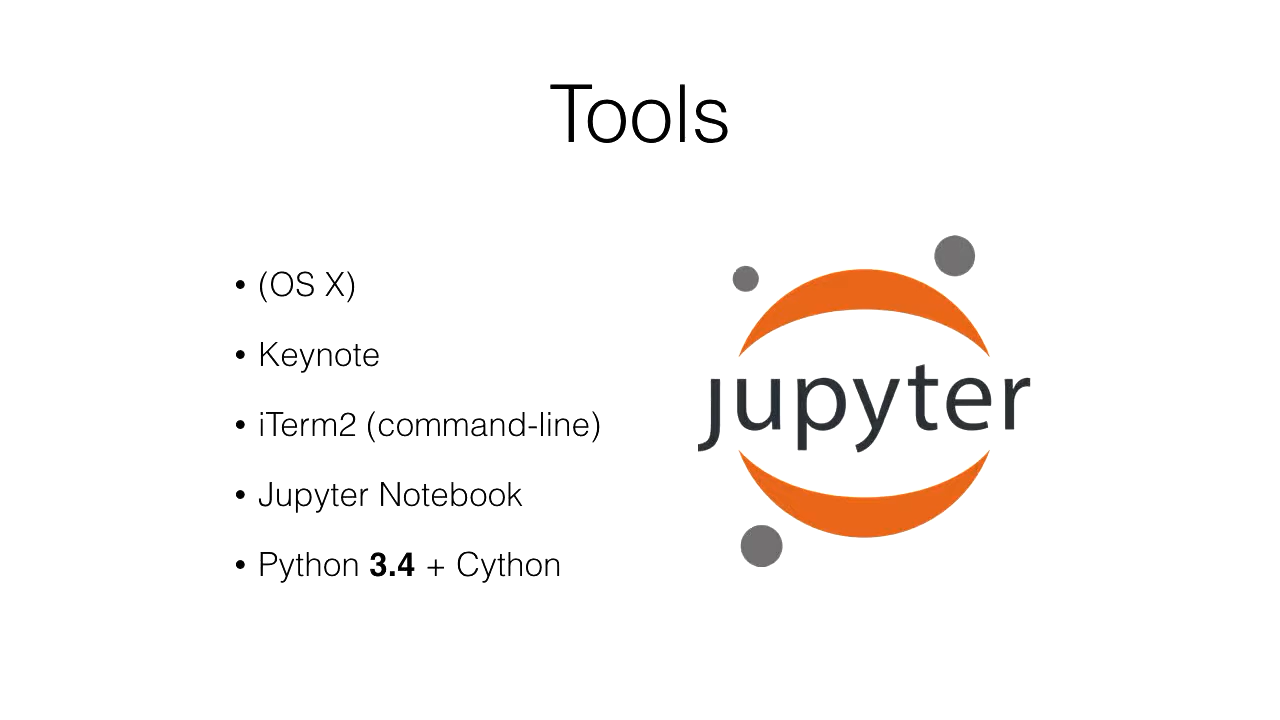 Tools
• (OS X)
• Keynote
• iTerm2 (command-line)
• Jupyter Notebook
• Python 3.4 + Cython
jupyter